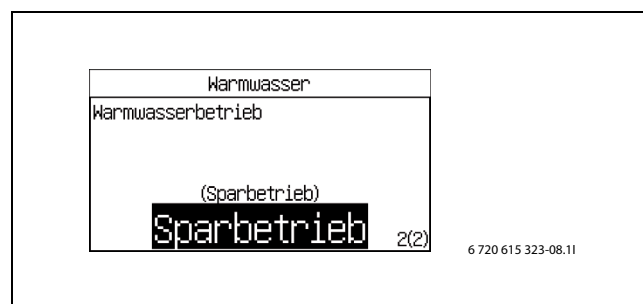 Warmwasser
Warmwasserbetrieb
(Sparbetrieb)
Sparbetrieb 2(2)
6 720 615 323-08.1I